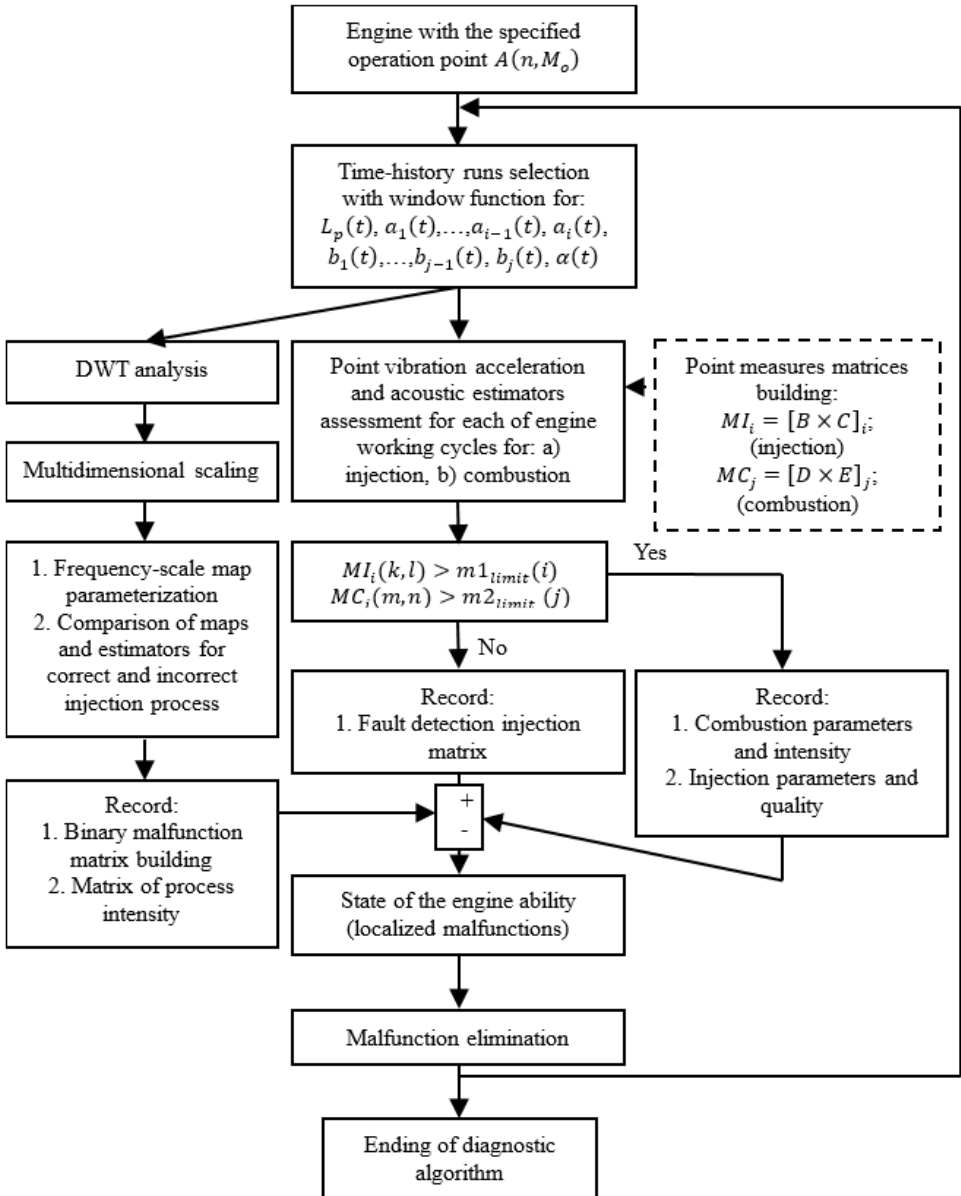 Engine with the specified
operation point A(n, M_o)
Time-history runs selection
with window function for:
L_p(t), a_1(t),…,a_{i−1}(t), a_i(t),
b_1(t),…,b_{j−1}(t), b_j(t), α(t)
DWT analysis
Multidimensional scaling
1. Frequency-scale map
parameterization
2. Comparison of maps
and estimators for
correct and incorrect
injection process
Record:
1. Binary malfunction
matrix building
2. Matrix of process
intensity
Point vibration acceleration
and acoustic estimators
assessment for each of engine
working cycles for: a)
injection, b) combustion
Point measures matrices
building:
MI_i = [B × C]_i;
(injection)
MC_j = [D × E]_j;
(combustion)
MI_i(k,l) > m1_{limit}(i)
MC_i(m,n) > m2_{limit} (j)
Yes
No
Record:
1. Fault detection injection
matrix
Record:
1. Combustion parameters
and intensity
2. Injection parameters and
quality
+
-
State of the engine ability
(localized malfunctions)
Malfunction elimination
Ending of diagnostic
algorithm